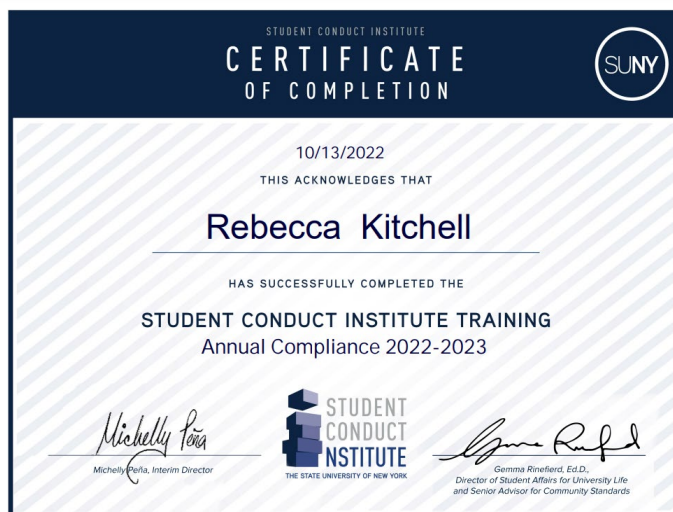 STUDENT CONDUCT INSTITUTE
CERTIFICATE
OF COMPLETION
SUNY
10/13/2022
THIS ACKNOWLEDGES THAT
Rebecca Kitchell
HAS SUCCESSFULLY COMPLETED THE
STUDENT CONDUCT INSTITUTE TRAINING
Annual Compliance 2022-2023
Michelly Peña
Michelly Peña, Interim Director
STUDENT
CONDUCT
INSTITUTE
THE STATE UNIVERSITY OF NEW YORK
Gemma Rinefierd, Ed.D.,
Director of Student Affairs for University Life
and Senior Advisor for Community Standards